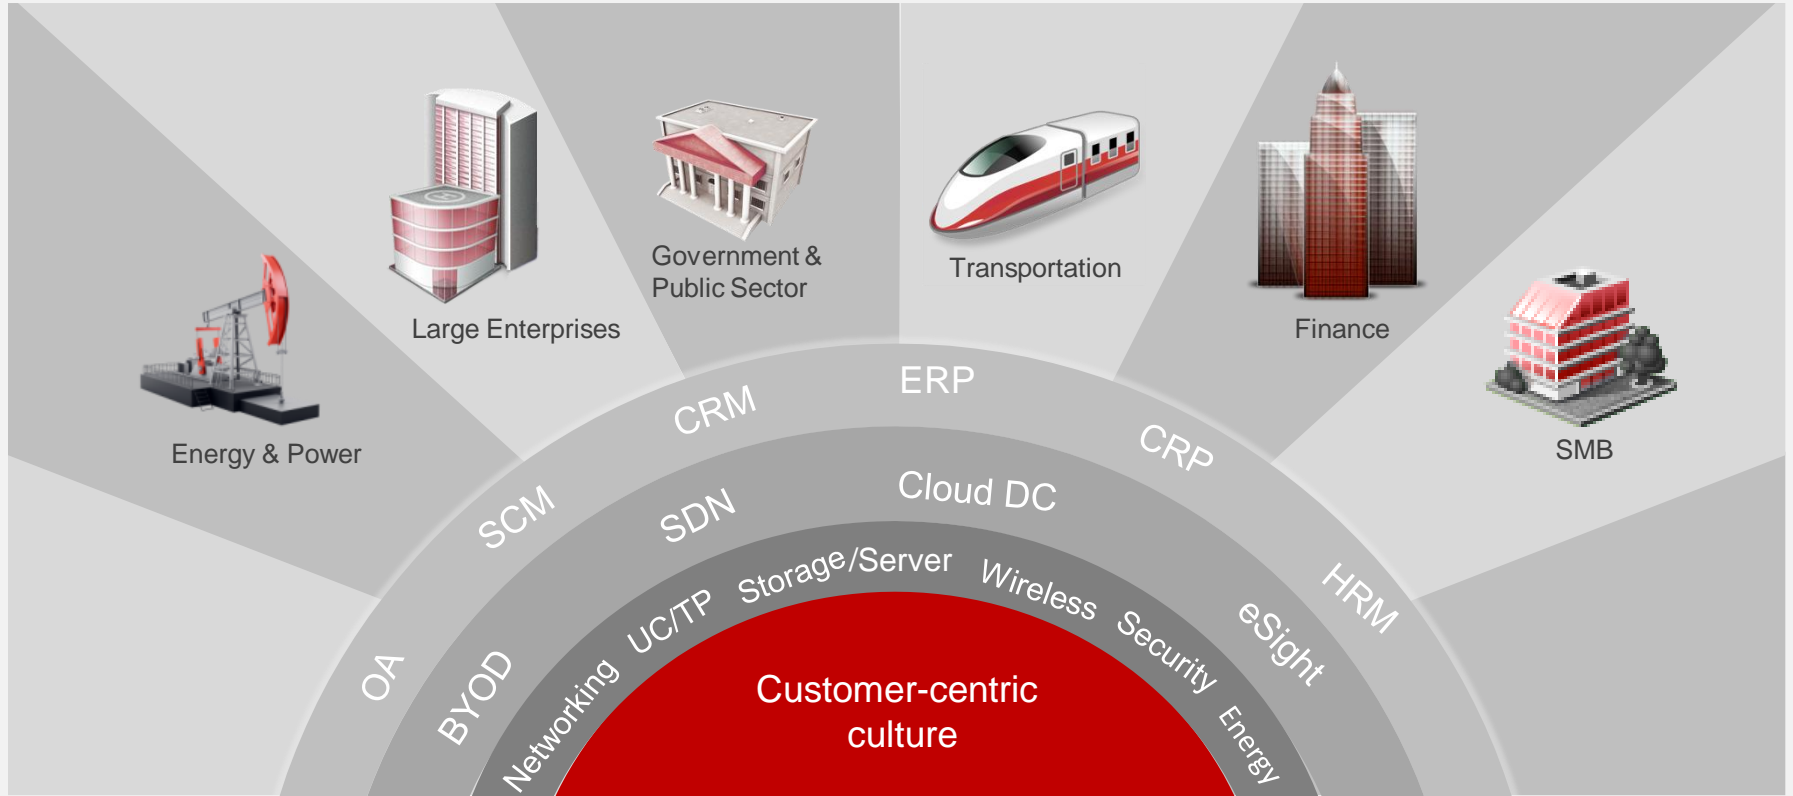 Government &
Public Sector
Transportation
Large Enterprises
Finance
Energy & Power
SMB
OA
SCM
CRM
ERP
CRP
HRM
BYOD
SDN
Cloud DC
eSight
Networking
UC/TP
Storage/Server
Wireless
Security
Energy
Customer-centric
culture